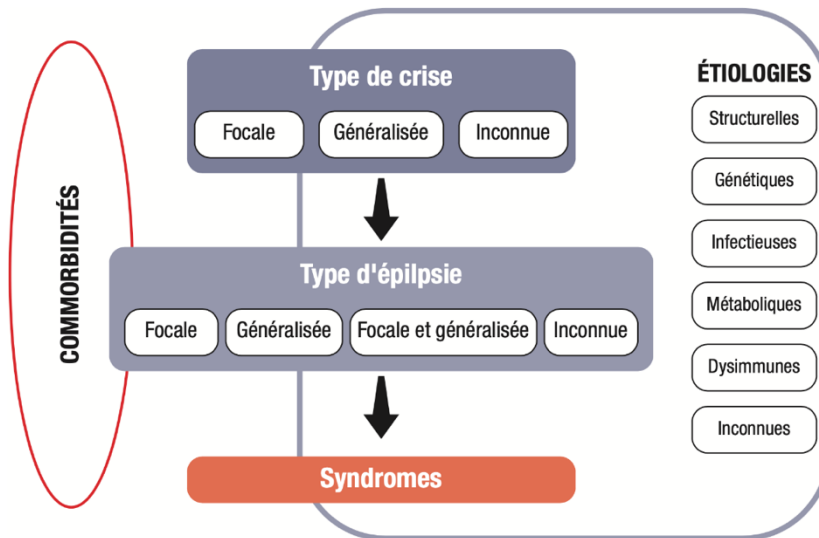 COMMORBIDITÉS
Type de crise
Focale
Généralisée
Inconnue
Type d'épilpsie
Focale
Généralisée
Focale et généralisée
Inconnue
Syndromes
ÉTIOLOGIES
Structurelles
Génétiques
Infectieuses
Métaboliques
Dysimmunes
Inconnues